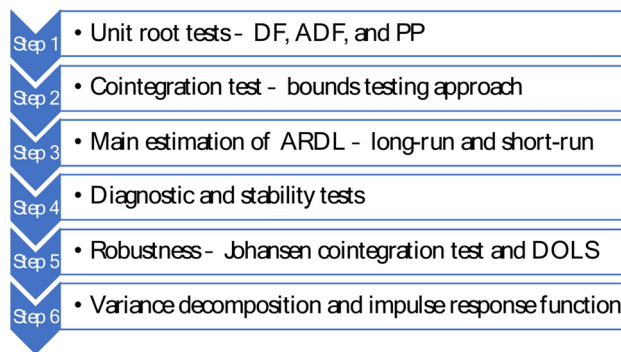 Step 1
• Unit root tests - DF, ADF, and PP
Step 2
• Cointegration test - bounds testing approach
Step 3
• Main estimation of ARDL - long-run and short-run
Step 4
• Diagnostic and stability tests
Step 5
• Robustness - Johansen cointegration test and DOLS
Step 6
• Variance decomposition and impulse response function